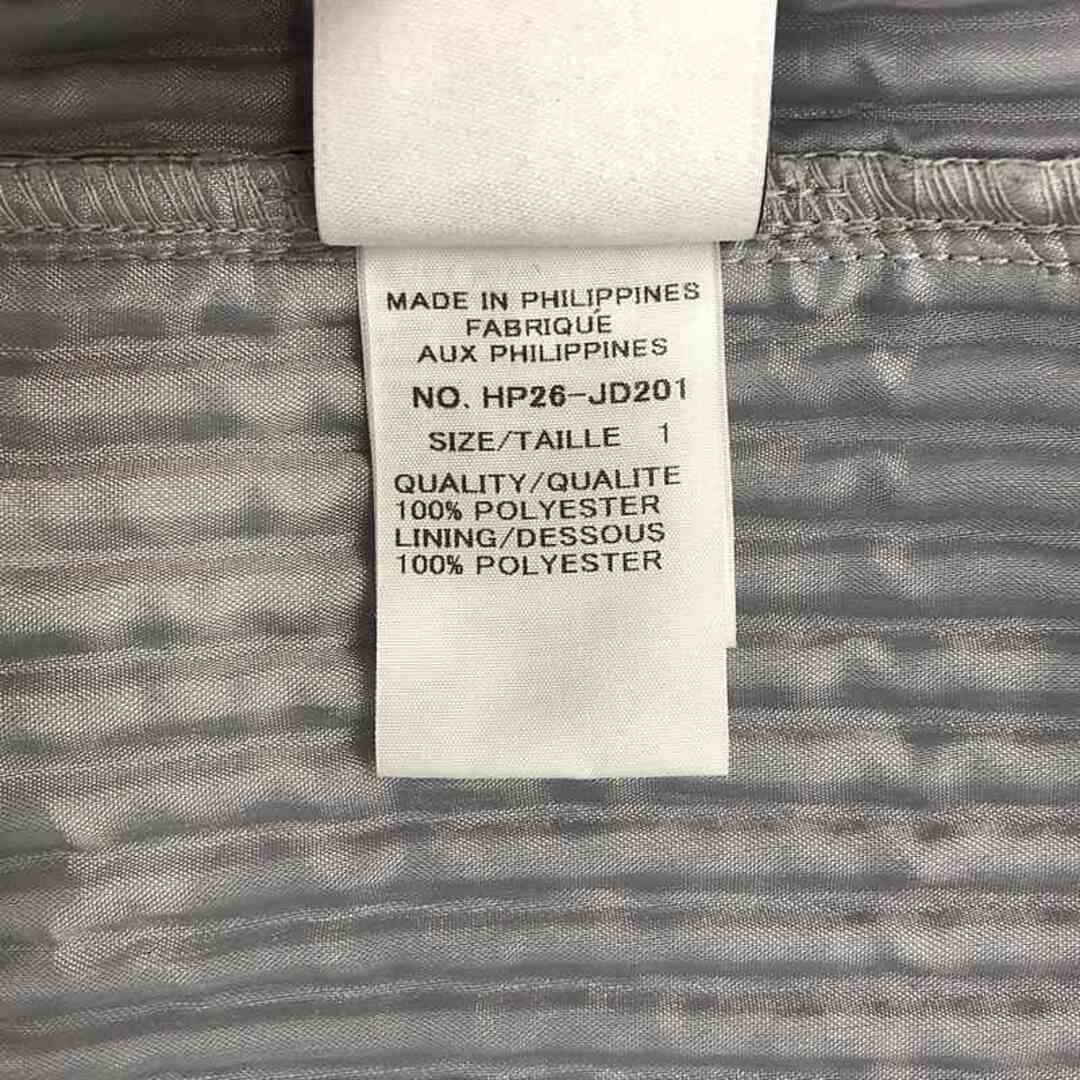 MADE IN PHILIPPINES
FABRIQUÉ
AUX PHILIPPINES
NO. HP26-JD201
SIZE/TAILLE 1
QUALITY/QUALITE
100% POLYESTER
LINING/DESSOUS
100% POLYESTER